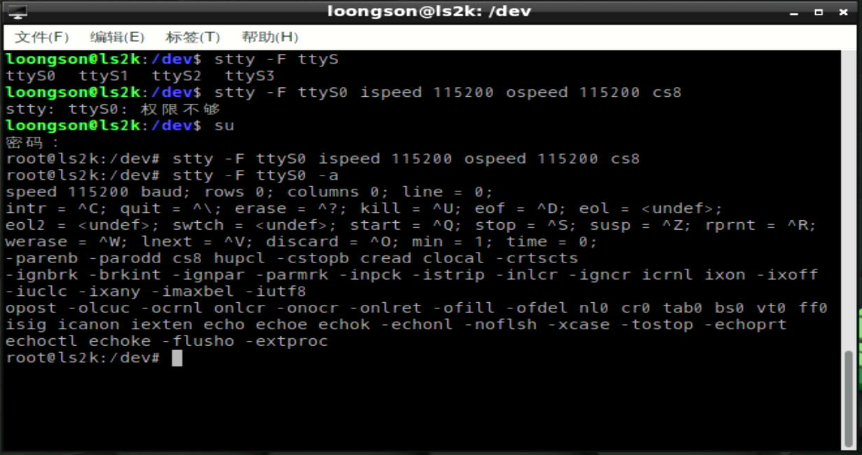 loongson@ls2k: /dev
文件(F) 编辑(E) 标签(T) 帮助(H)
loongson@ls2k:/dev$ stty -F ttyS
ttyS0 ttyS1 ttyS2 ttyS3
loongson@ls2k:/dev$ stty -F ttyS0 ispeed 115200 ospeed 115200 cs8
stty: ttyS0: 权限不够
loongson@ls2k:/dev$ su
密码：
root@ls2k:/dev# stty -F ttyS0 ispeed 115200 ospeed 115200 cs8
root@ls2k:/dev# stty -F ttyS0 -a
speed 115200 baud; rows 0; columns 0; line = 0;
intr = ^C; quit = ^\; erase = ^?; kill = ^U; eof = ^D; eol = <undef>;
eol2 = <undef>; swtch = <undef>; start = ^Q; stop = ^S; susp = ^Z; rprnt = ^R;
werase = ^W; lnext = ^V; discard = ^O; min = 1; time = 0;
-parenb -parodd cs8 hupcl -cstopb cread clocal -crtscts
-ignbrk -brkint -ignpar -parmrk -inpck -istrip -inlcr -igncr icrnl ixon -ixoff
-iuclc -ixany -imaxbel -iutf8
opost -olcuc -ocrnl onlcr -onocr -onlret -ofill -ofdel nl0 cr0 tab0 bs0 vt0 ff0
isig icanon iexten echo echoe echok -echonl -noflsh -xcase -tostop -echoprt
echoctl echoke -flusho -extproc
root@ls2k:/dev#